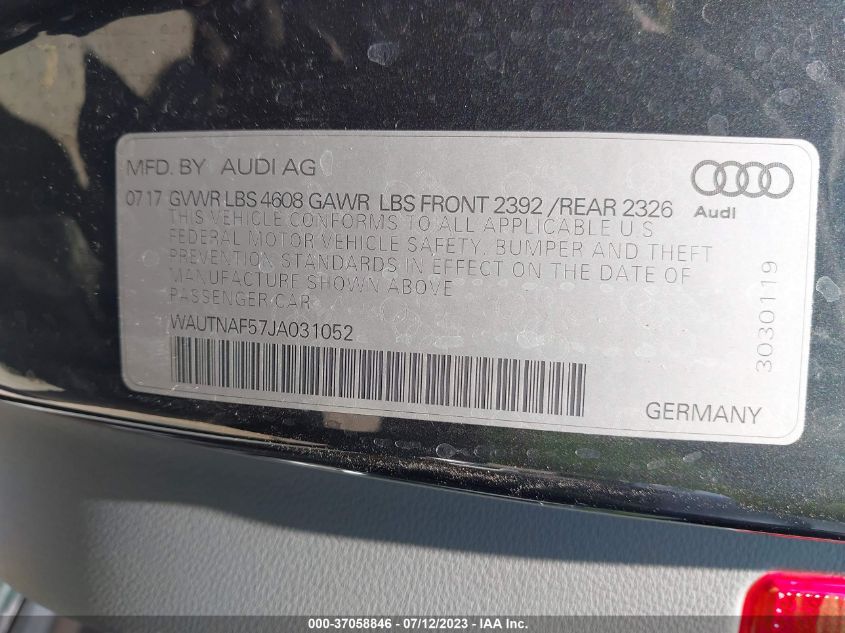 MFD. BY AUDI AG
07 17 GVWR LBS 4608 GAWR LBS FRONT 2392 /REAR 2326
THIS VEHICLE CONFORMS TO ALL APPLICABLE U.S
FEDERAL MOTOR VEHICLE SAFETY, BUMPER AND THEFT
PREVENTION STANDARDS IN EFFECT ON THE DATE OF
MANUFACTURE SHOWN ABOVE
PASSENGER CAR
WAUTNAF57JA031052
Audi
3030119
GERMANY
000-37058846 - 07/12/2023 - IAA Inc.